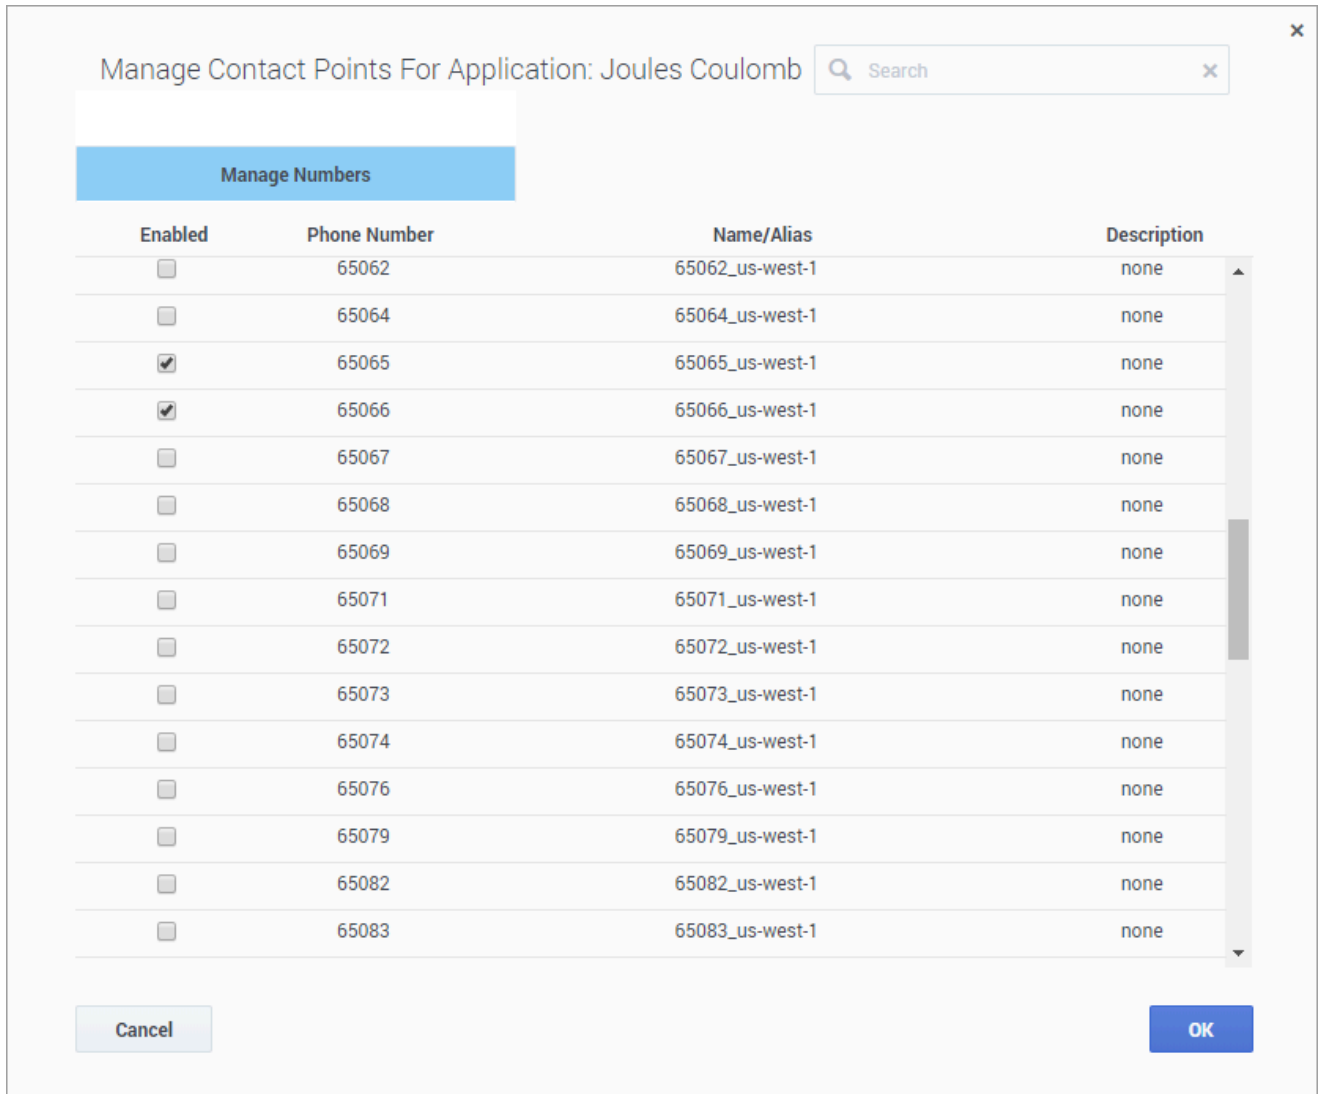 Manage Contact Points For Application: Joules Coulomb Search
Manage Numbers
Enabled Phone Number Name/Alias Description
65062 65062_us-west-1 none
65064 65064_us-west-1 none
65065 65065_us-west-1 none
65066 65066_us-west-1 none
65067 65067_us-west-1 none
65068 65068_us-west-1 none
65069 65069_us-west-1 none
65071 65071_us-west-1 none
65072 65072_us-west-1 none
65073 65073_us-west-1 none
65074 65074_us-west-1 none
65076 65076_us-west-1 none
65079 65079_us-west-1 none
65082 65082_us-west-1 none
65083 65083_us-west-1 none
Cancel OK